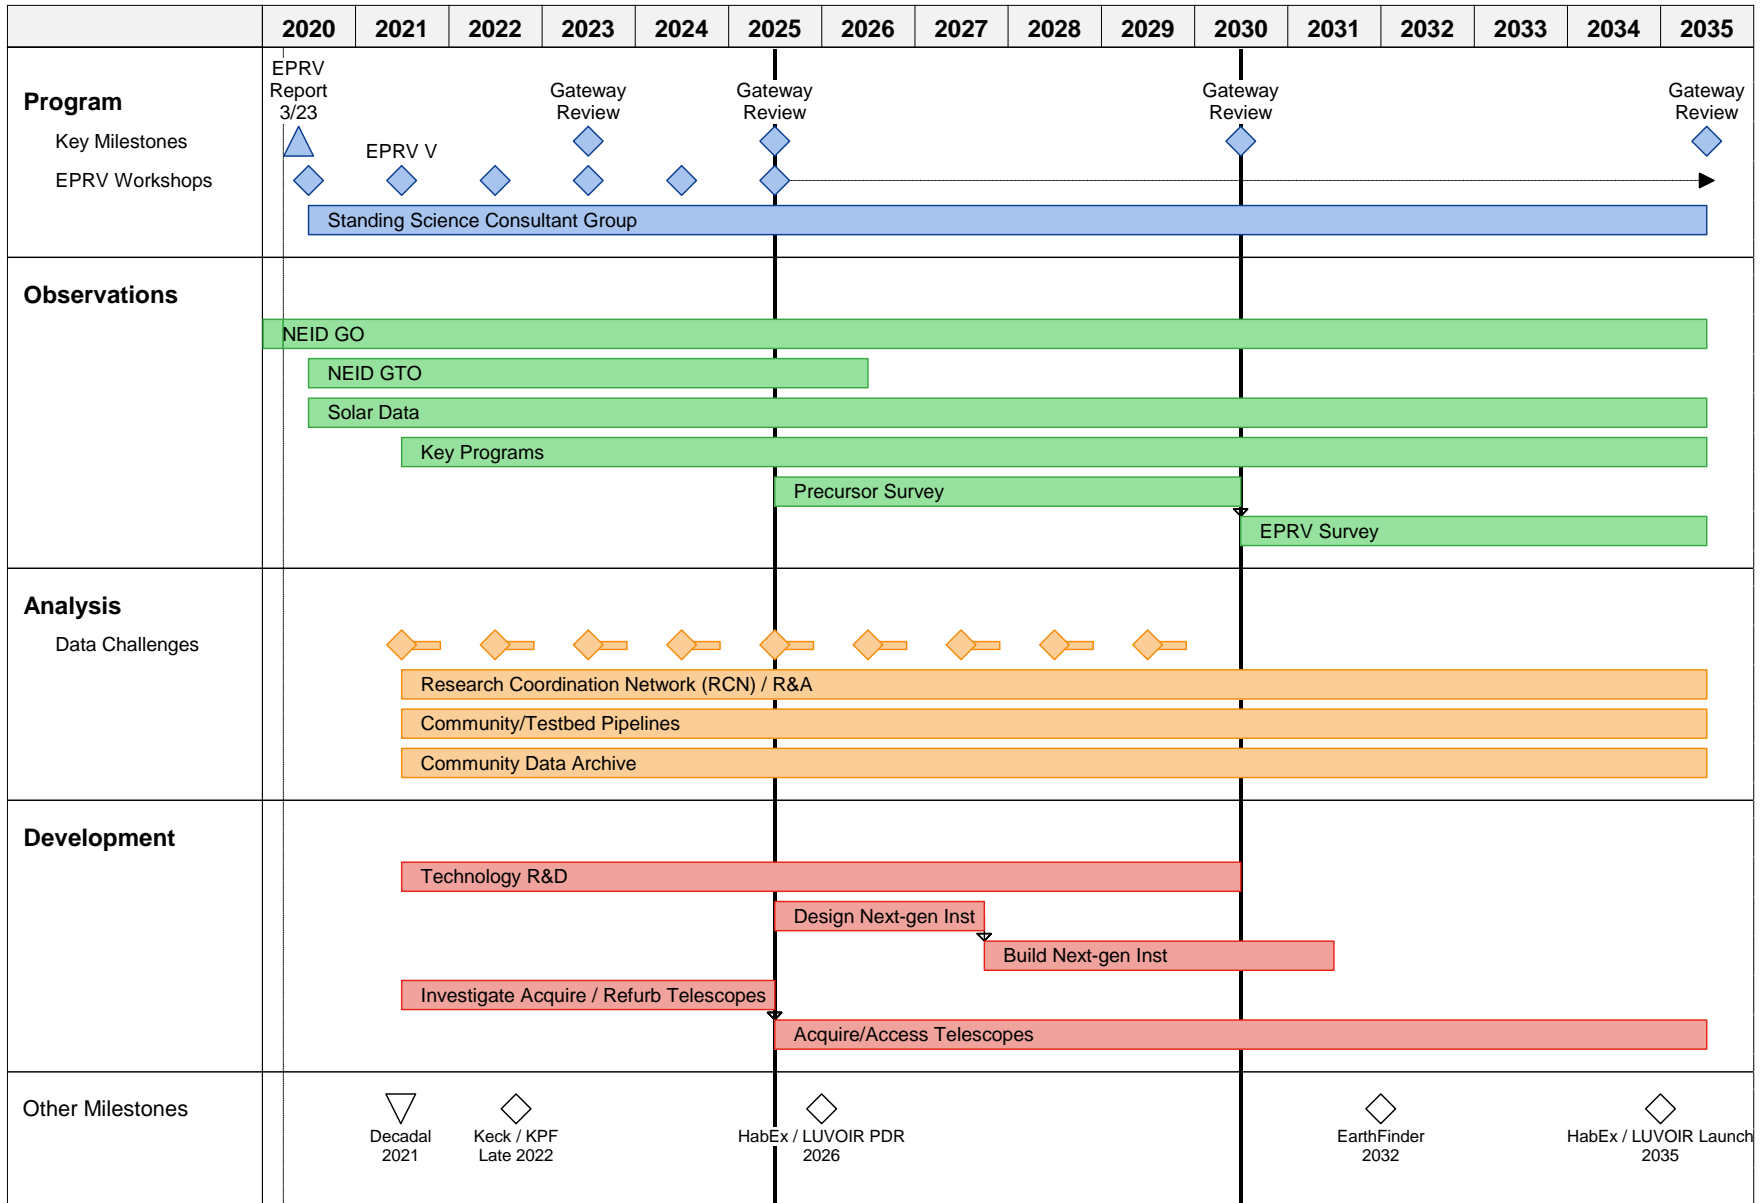 2020 2021 2022 2023 2024 2025 2026 2027 2028 2029 2030 2031 2032 2033 2034 2035
Program
EPRV
Report
3/23
Gateway
Review
Gateway
Review
Gateway
Review
Gateway
Review
Key Milestones
EPRV V
EPRV Workshops
Standing Science Consultant Group
Observations
NEID GO
NEID GTO
Solar Data
Key Programs
Precursor Survey
EPRV Survey
Analysis
Data Challenges
Research Coordination Network (RCN) / R&A
Community/Testbed Pipelines
Community Data Archive
Development
Technology R&D
Design Next-gen Inst
Build Next-gen Inst
Investigate Acquire / Refurb Telescopes
Acquire/Access Telescopes
Other Milestones
Decadal
2021
Keck / KPF
Late 2022
HabEx / LUVOIR PDR
2026
EarthFinder
2032
HabEx / LUVOIR Launch
2035